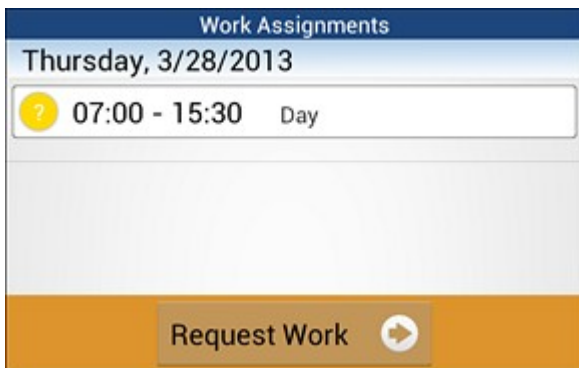 Work Assignments
Thursday, 3/28/2013
? 07:00 - 15:30 Day
Request Work